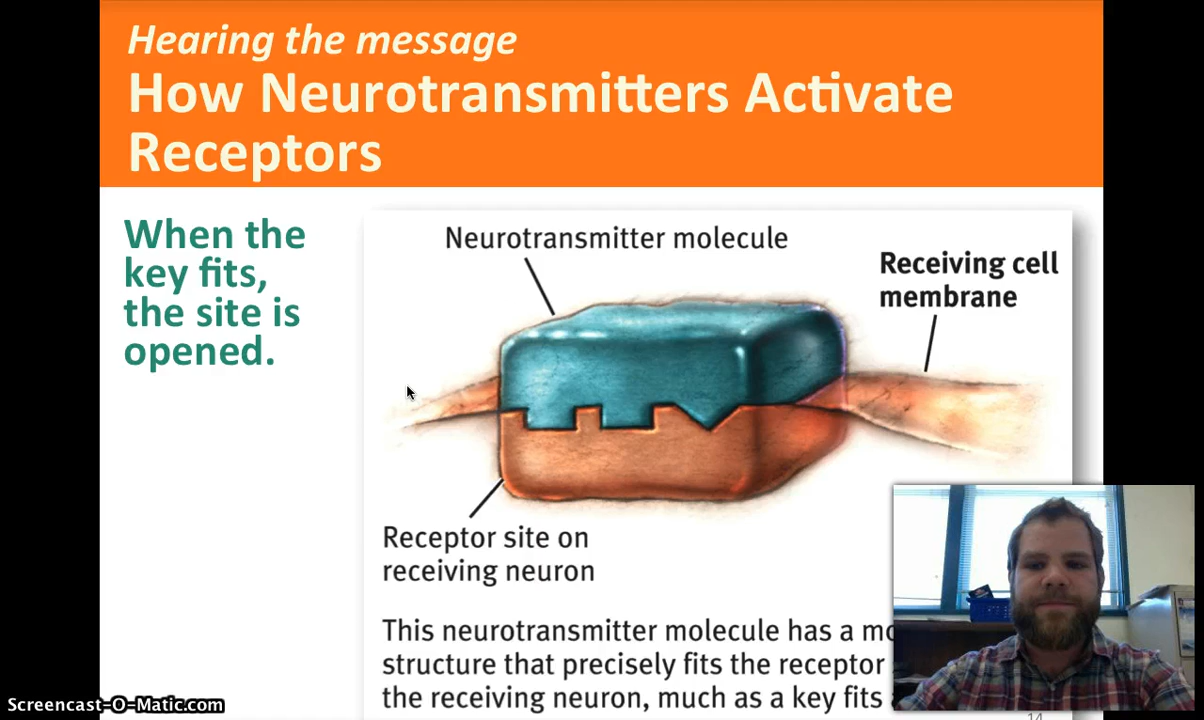 Hearing the message
How Neurotransmitters Activate
Receptors
When the
key fits,
the site is
opened.
Neurotransmitter molecule
Receiving cell
membrane
Receptor site on
receiving neuron
This neurotransmitter molecule has a
structure that precisely fits the receptor
the receiving neuron, much as a key fits
Screencast-O-Matic.com